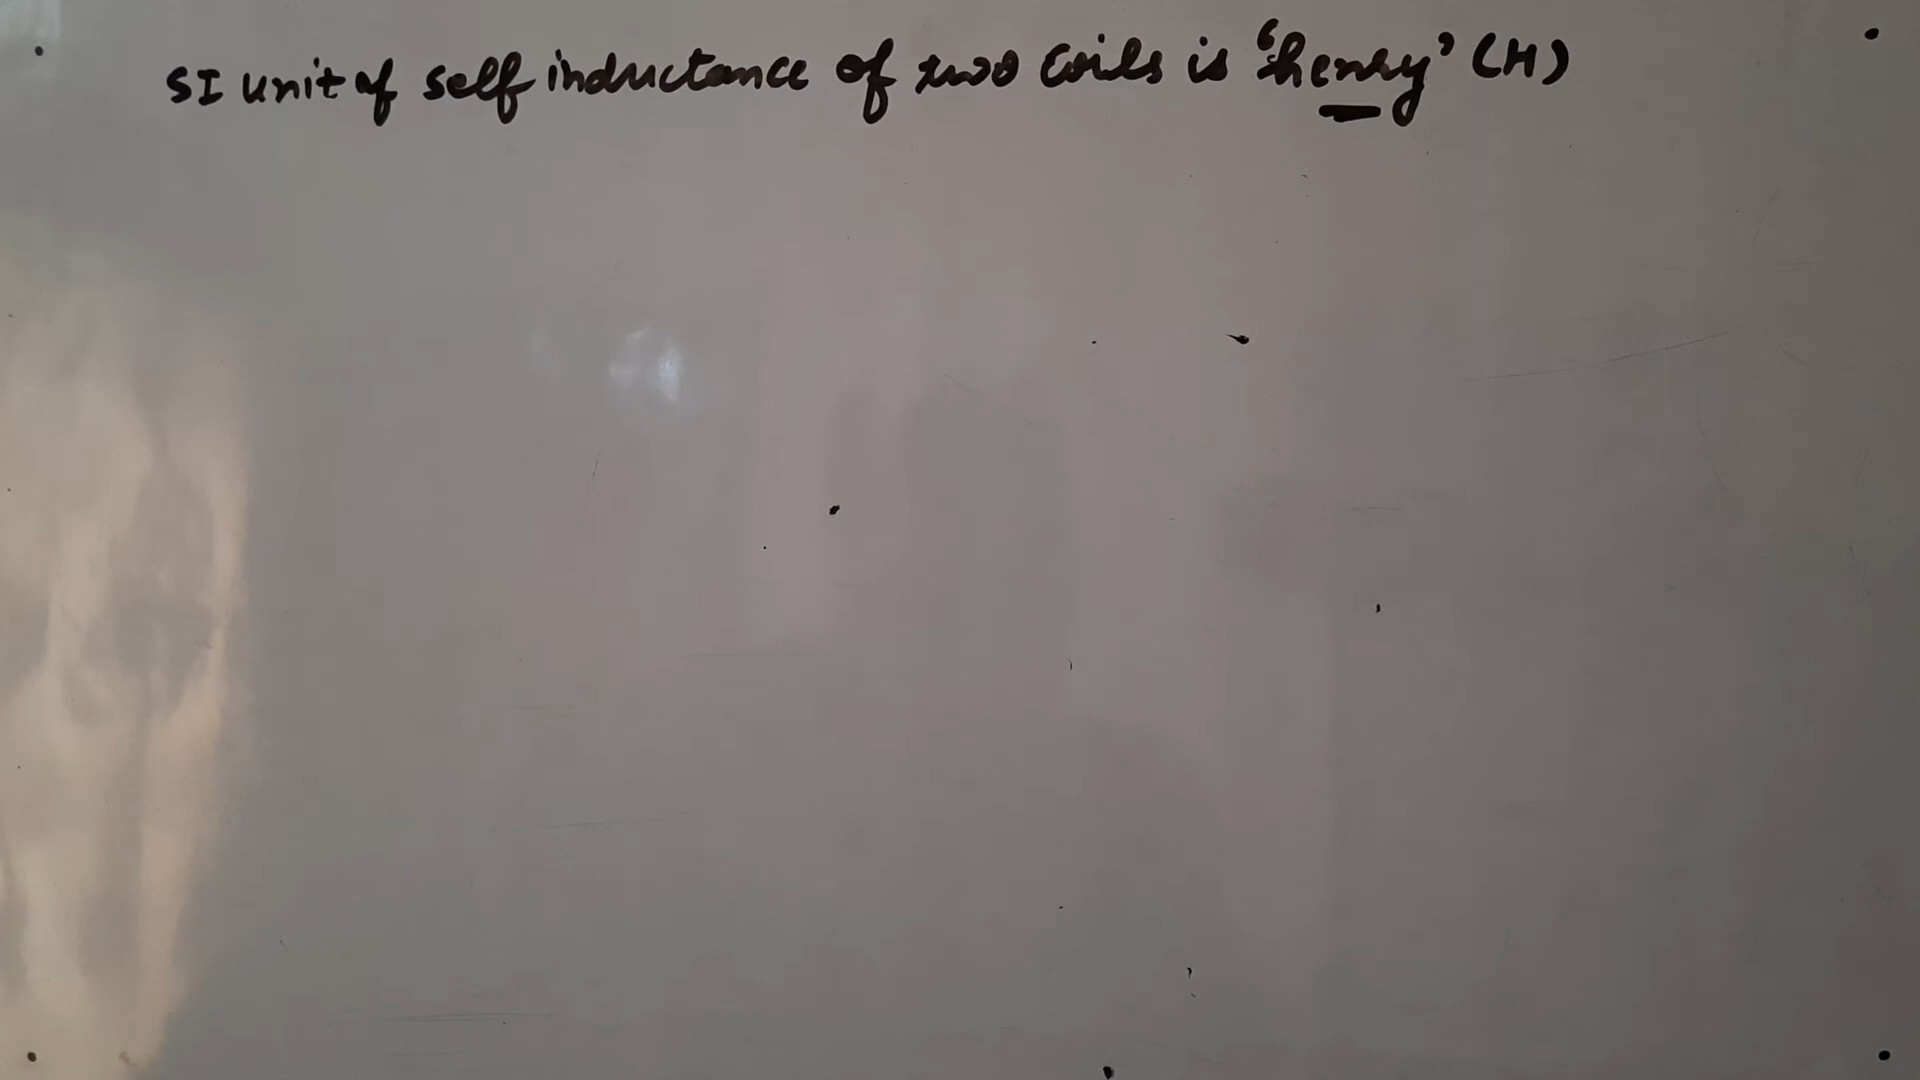 SI unit of self inductance of two coils is 'henry' (H)